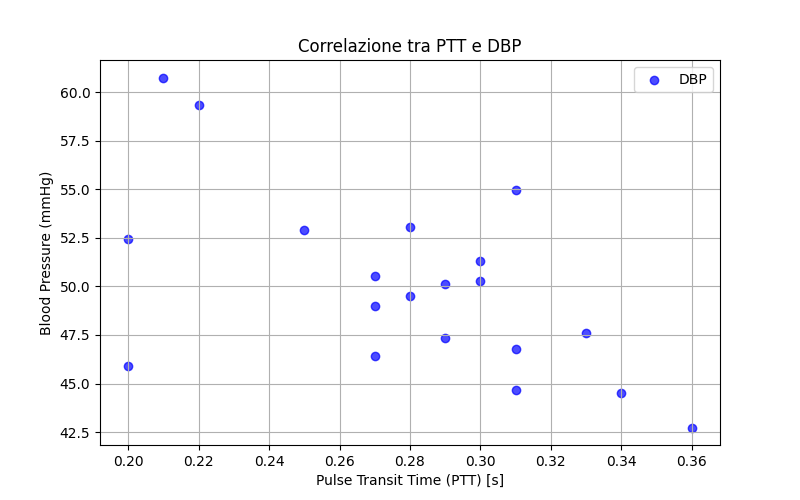 Correlazione tra PTT e DBP
DBP
60.0
57.5
55.0
52.5
50.0
47.5
45.0
42.5
Blood Pressure (mmHg)
0.20 0.22 0.24 0.26 0.28 0.30 0.32 0.34 0.36
Pulse Transit Time (PTT) [s]